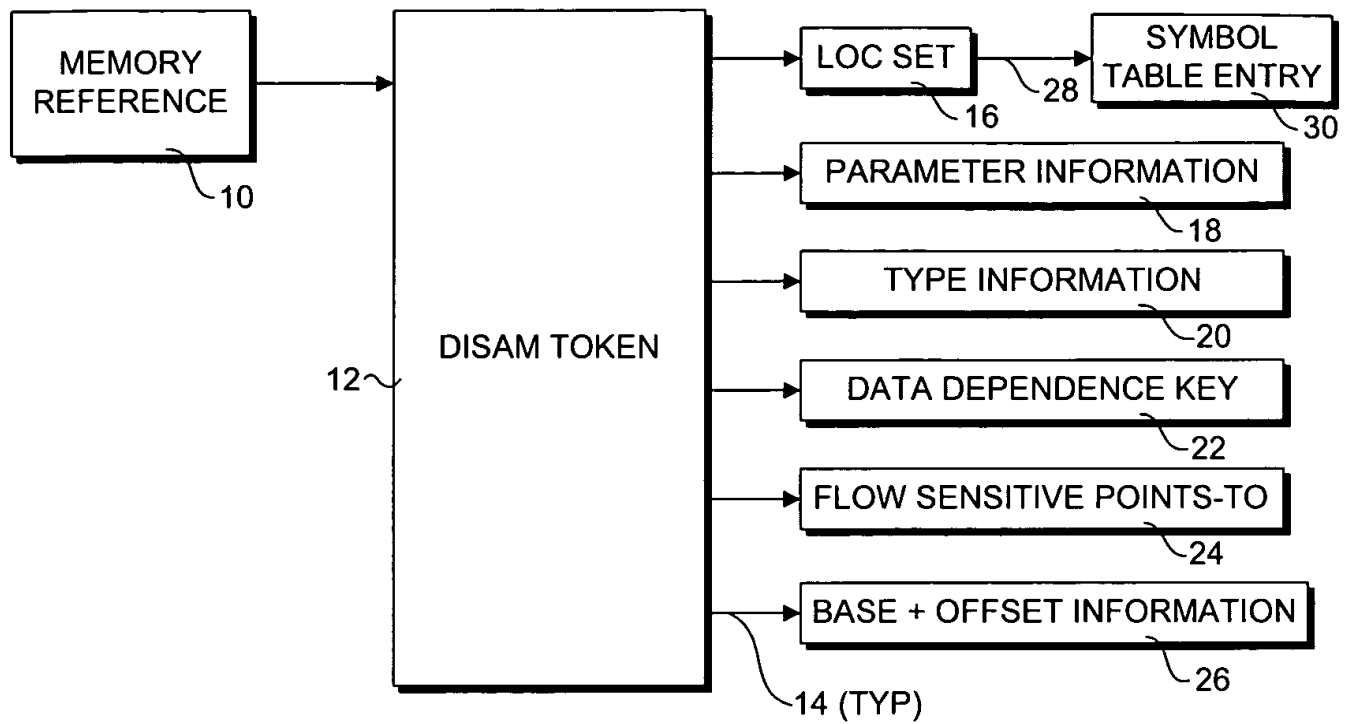 MEMORY
REFERENCE
10
DISAM TOKEN
12
LOC SET
16
28
SYMBOL
TABLE ENTRY
30
PARAMETER INFORMATION
18
TYPE INFORMATION
20
DATA DEPENDENCE KEY
22
FLOW SENSITIVE POINTS-TO
24
BASE + OFFSET INFORMATION
26
14 (TYP)